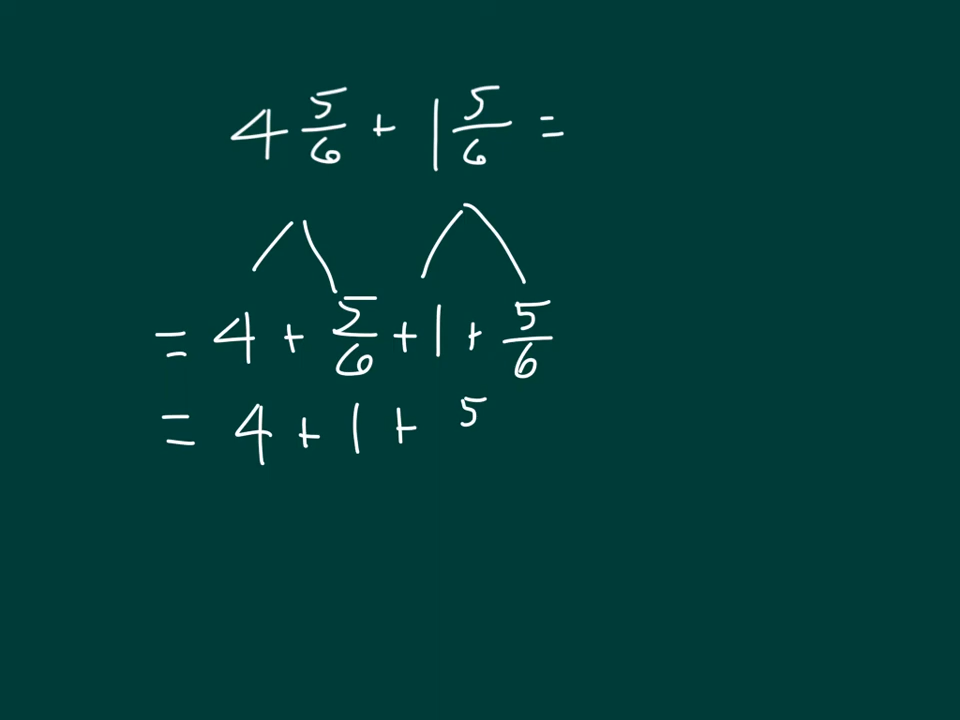 4 5/6 + 1 5/6 =
= 4 + 5/6 + 1 + 5/6
= 4 + 1 + 5